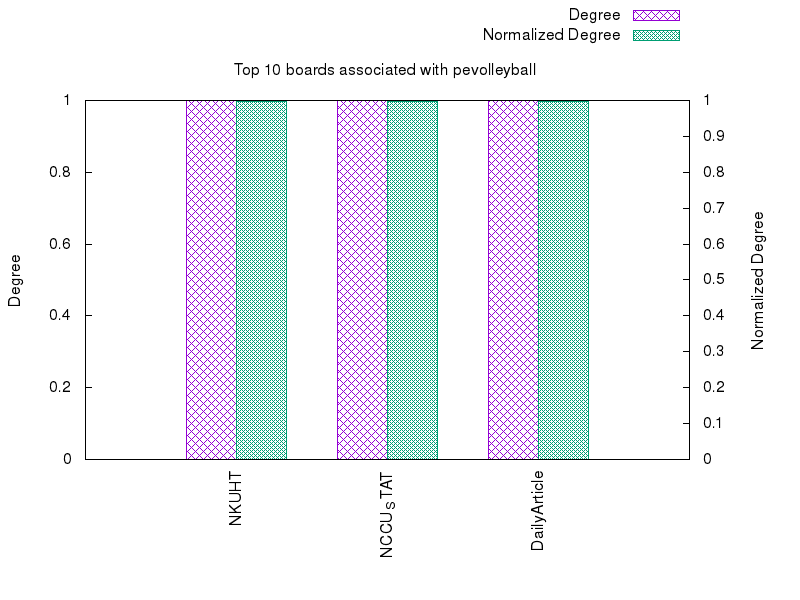 Degree
Normalized Degree
Top 10 boards associated with pevolleyball
1
0.8
0.6
0.4
0.2
0
1
0.9
0.8
0.7
0.6
0.5
0.4
0.3
0.2
0.1
0
Degree
Normalized Degree
NKUHT
NCCUSTAT
DailyArticle